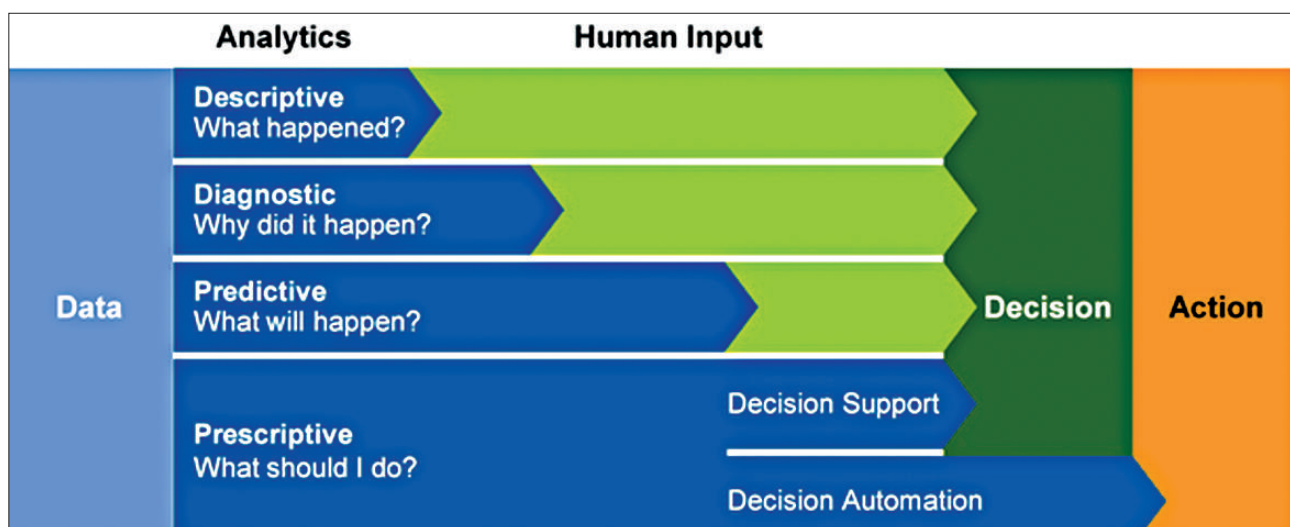 Analytics
Human Input
Data
Descriptive
What happened?
Diagnostic
Why did it happen?
Predictive
What will happen?
Prescriptive
What should I do?
Decision Support
Decision Automation
Decision
Action